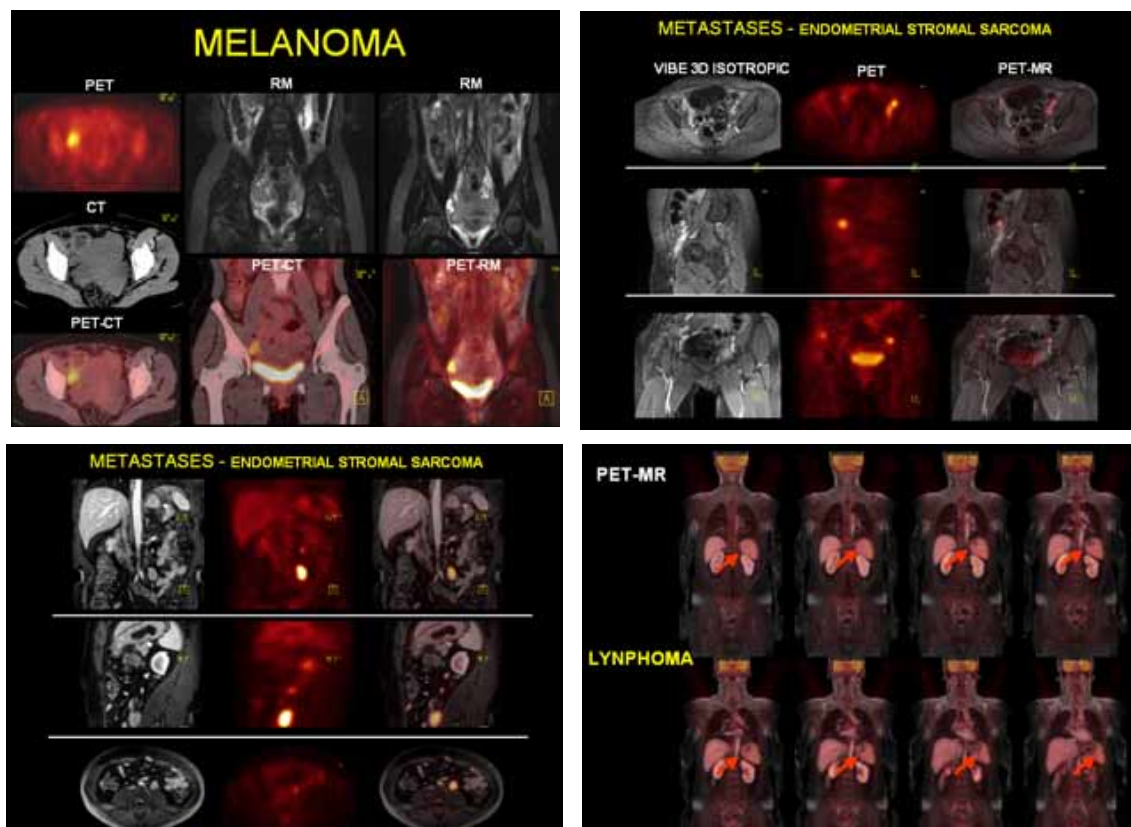 MELANOMA
PET
RM
RM
CT
PET-CT
PET-CT
PET-RM
A
A
METASTASES - ENDOMETRIAL STROMAL SARCOMA
VIBE 3D ISOTROPIC
PET
PET-MR
METASTASES - ENDOMETRIAL STROMAL SARCOMA
PET-MR
LYNPHOMA